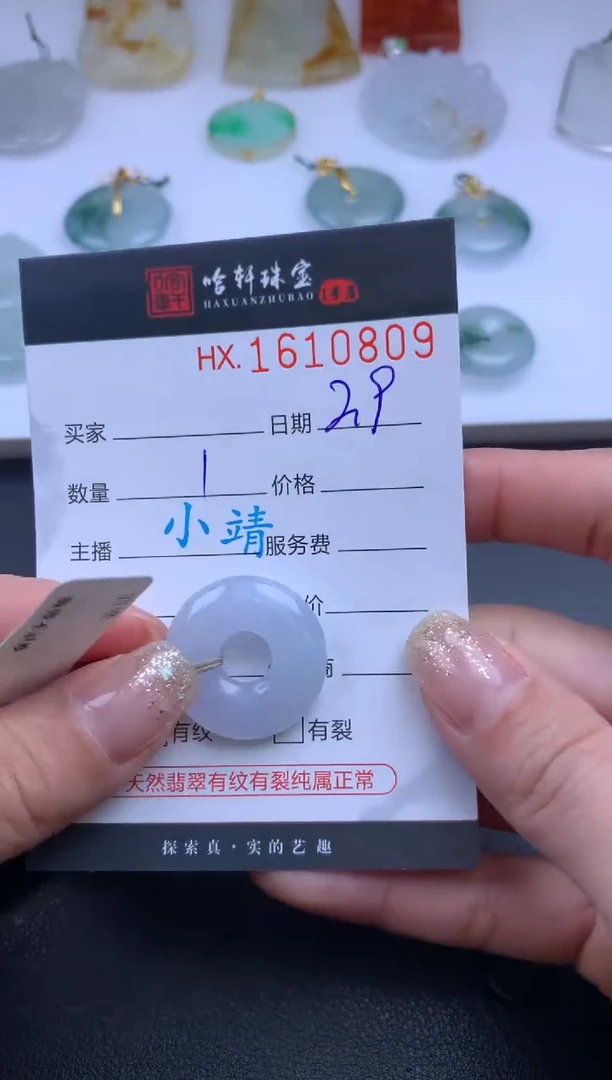 哈轩珠宝
HAXUANZHUBAO
HX.1610809
买家 日期 29
数量 1 价格
主播 小靖 服务费
价
商
有纹 有裂
天然翡翠有纹有裂纯属正常
探索真·实的艺趣